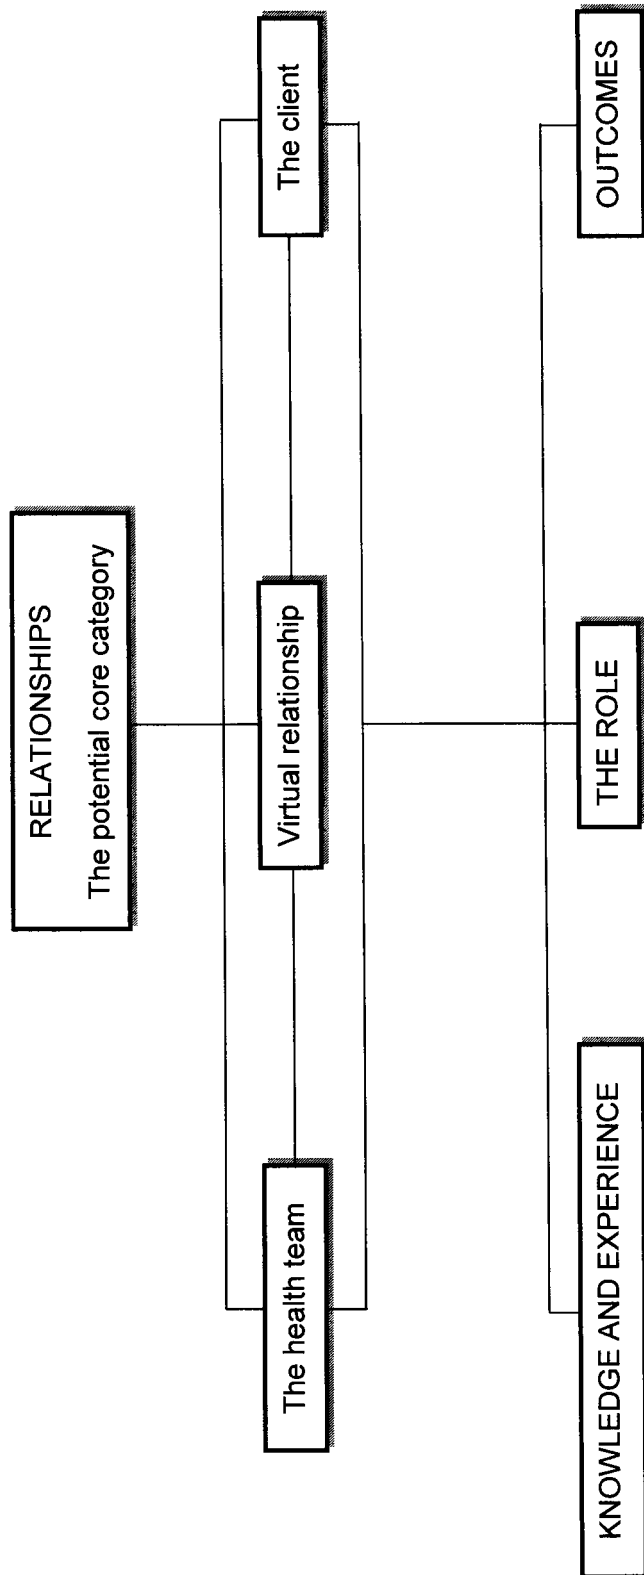 RELATIONSHIPS
The potential core category
The health team
Virtual relationship
The client
KNOWLEDGE AND EXPERIENCE
THE ROLE
OUTCOMES